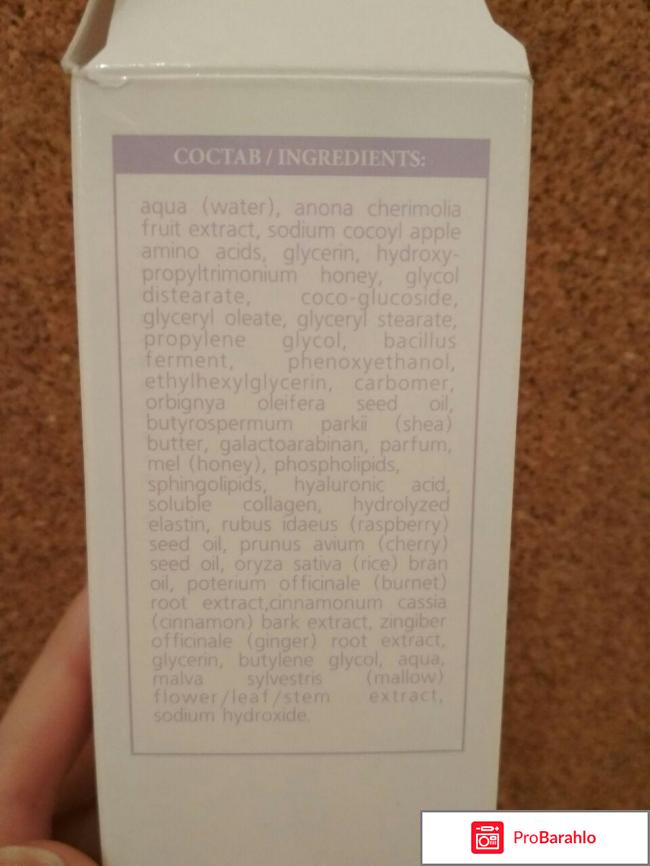 СОСТАВ / INGREDIENTS:
aqua (water), anona cherimolia
fruit extract, sodium cocoyl apple
amino acids, glycerin, hydroxy-
propyltrimonium honey, glycol
distearate, coco-glucoside,
glyceryl oleate, glyceryl stearate,
propylene glycol, bacillus
ferment, phenoxyethanol,
ethylhexylglycerin, carbomer,
orbignya oleifera seed oil,
butyrospermum parkii (shea)
butter, galactoarabinan, parfum,
mel (honey), phospholipids,
sphingolipids, hyaluronic acid,
soluble collagen, hydrolyzed
elastin, rubus idaeus (raspberry)
seed oil, prunus avium (cherry)
seed oil, oryza sativa (rice) bran
oil, poterium officinale (burnet)
root extract,cinnamonum cassia
(cinnamon) bark extract, zingiber
officinale (ginger) root extract,
glycerin, butylene glycol, aqua,
malva sylvestris (mallow)
flower/leaf/stem extract,
sodium hydroxide.
ProBarahlo